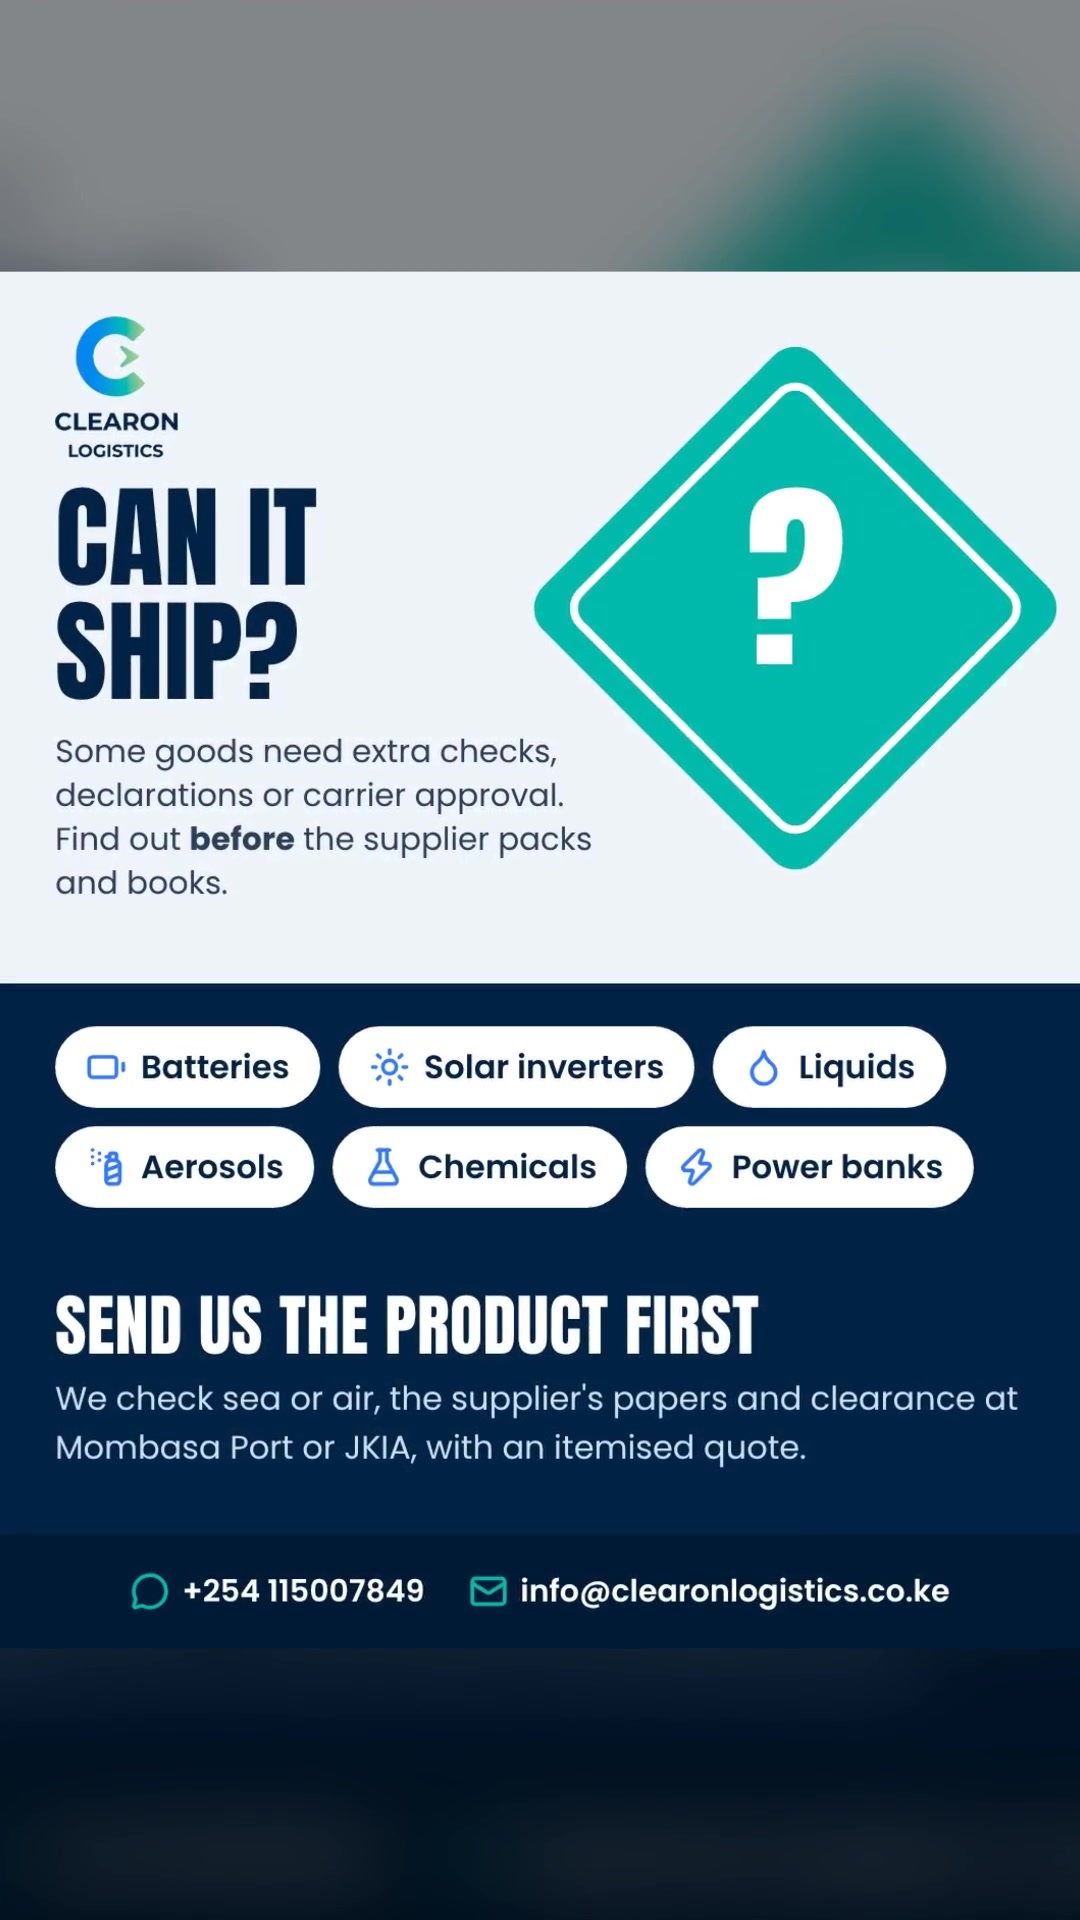 CLEARON
LOGISTICS
CAN IT
SHIP?
?
Some goods need extra checks,
declarations or carrier approval.
Find out before the supplier packs
and books.
Batteries
Solar inverters
Liquids
Aerosols
Chemicals
Power banks
SEND US THE PRODUCT FIRST
We check sea or air, the supplier's papers and clearance at
Mombasa Port or JKIA, with an itemised quote.
+254 115007849
info@clearonlogistics.co.ke